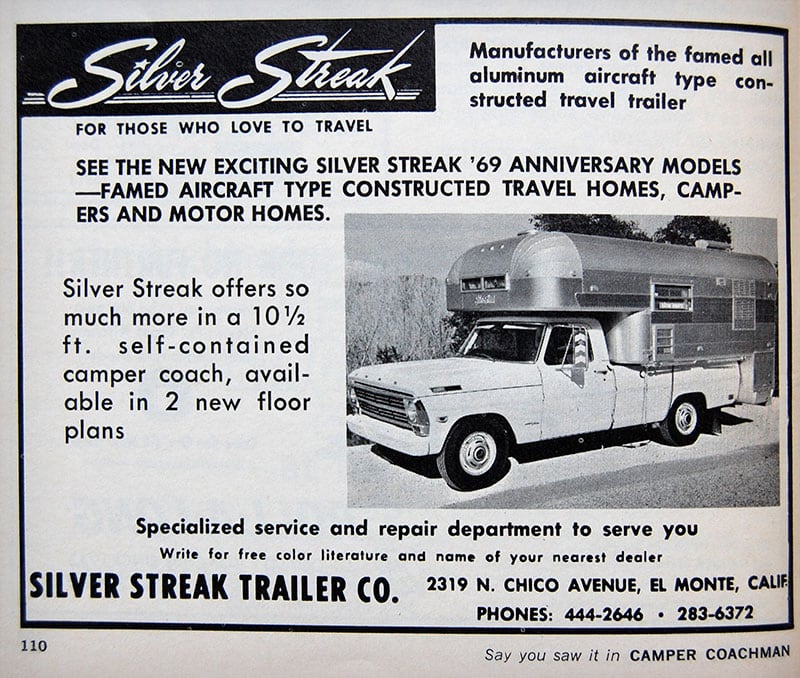 Silver Streak
Manufacturers of the famed all
aluminum aircraft type con-
structed travel trailer
FOR THOSE WHO LOVE TO TRAVEL
SEE THE NEW EXCITING SILVER STREAK '69 ANNIVERSARY MODELS
—FAMED AIRCRAFT TYPE CONSTRUCTED TRAVEL HOMES, CAMP-
ERS AND MOTOR HOMES.
Silver Streak offers so
much more in a 10½
ft. self-contained
camper coach, avail-
able in 2 new floor
plans
Specialized service and repair department to serve you
Write for free color literature and name of your nearest dealer
SILVER STREAK TRAILER CO.
2319 N. CHICO AVENUE, EL MONTE, CALIF.
PHONES: 444-2646 • 283-6372
110
Say you saw it in CAMPER COACHMAN